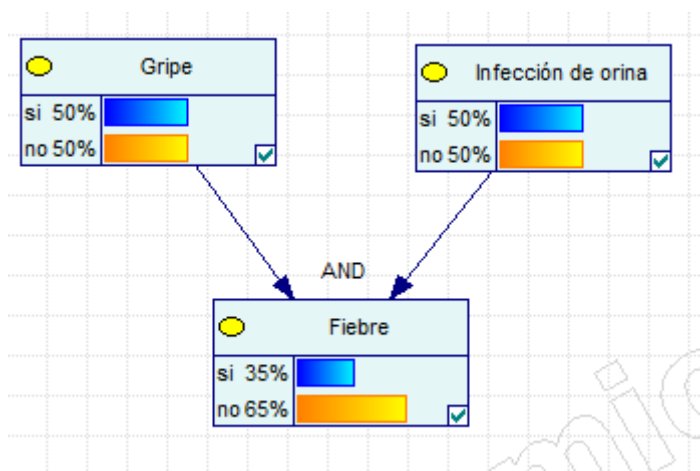 Gripe
si 50%
no 50%
Infección de orina
si 50%
no 50%
AND
Fiebre
si 35%
no 65%